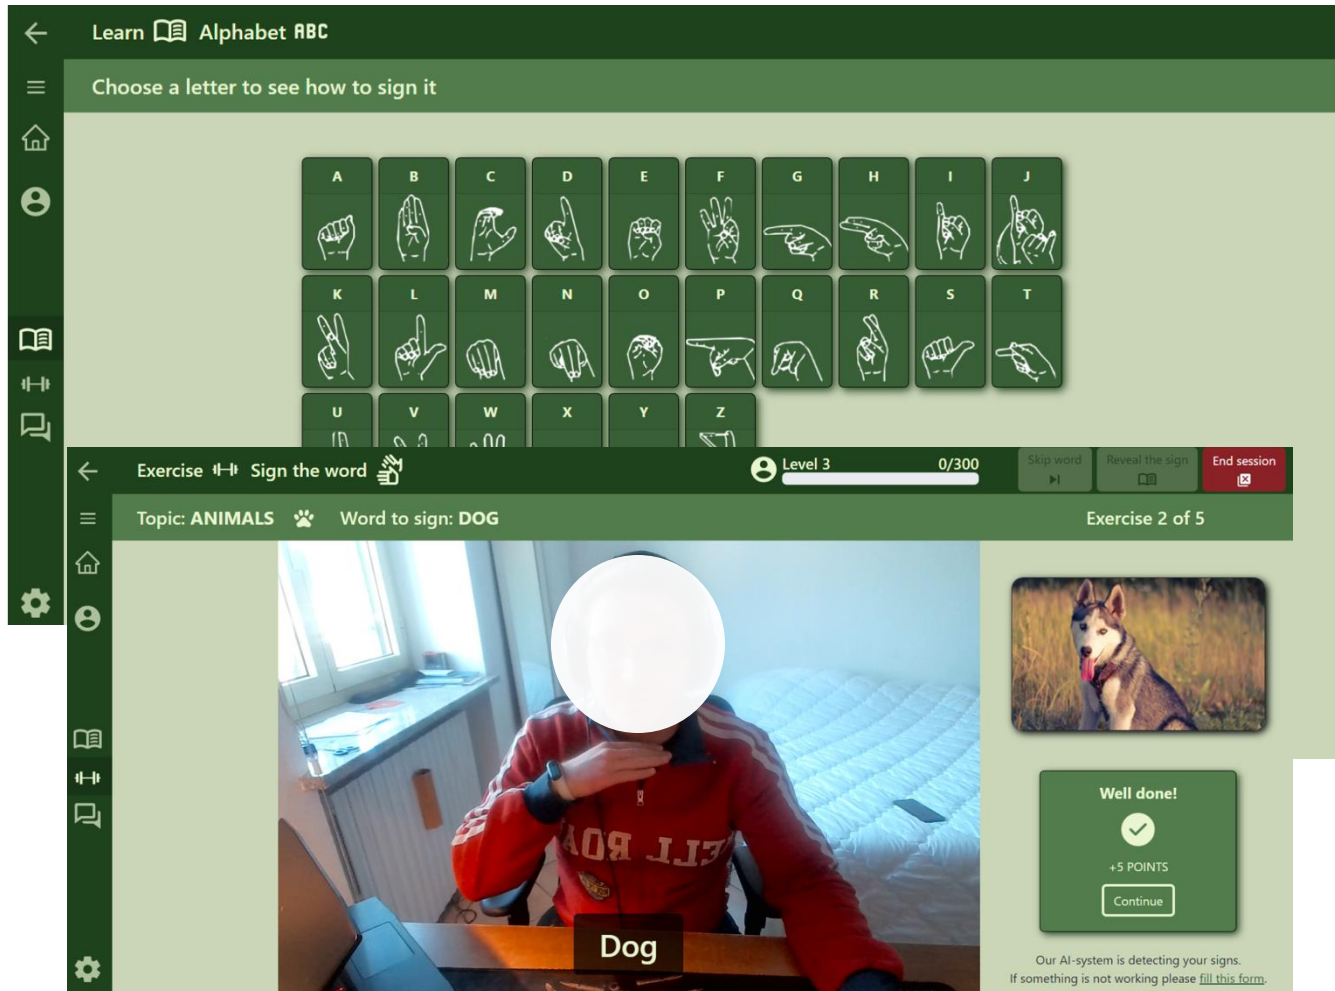 Learn Alphabet ABC
Choose a letter to see how to sign it
A B C D E F G H I J
K L M N O P Q R S T
U V W X Y Z
Exercise Sign the word
Level 3 0/300
Skip word
Reveal the sign
End session
Topic: ANIMALS Word to sign: DOG
Exercise 2 of 5
Well done!
+5 POINTS
Continue
Dog
Our AI-system is detecting your signs.
If something is not working please fill this form.